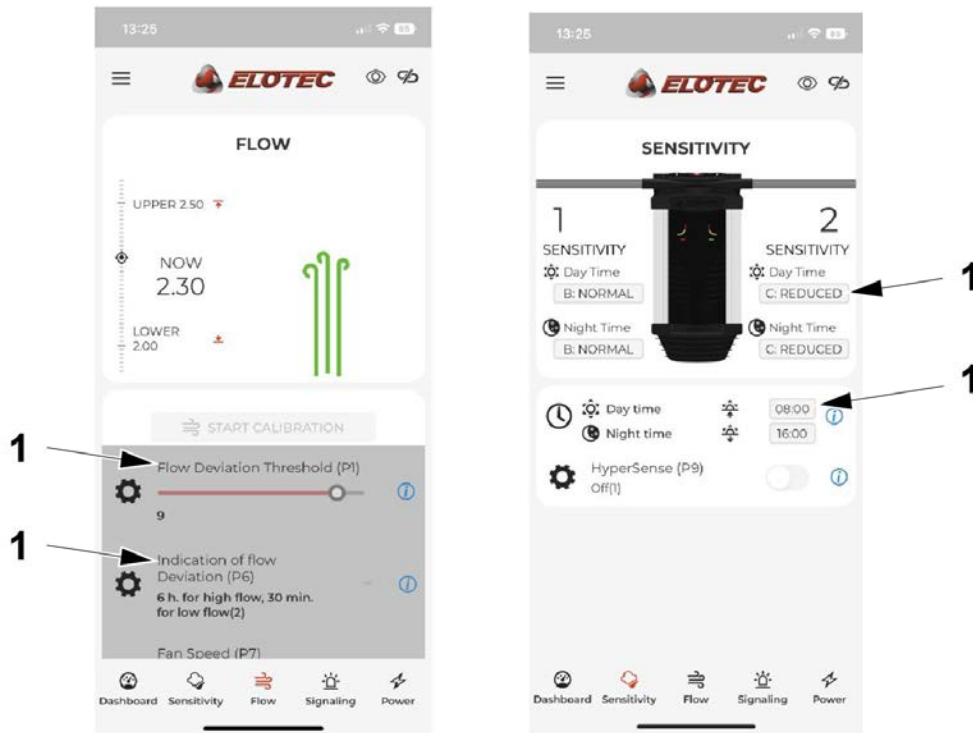 13:25
85
ELOTEC
FLOW
UPPER 2.50
NOW
2.30
LOWER
2.00
START CALIBRATION
1
Flow Deviation Threshold (P1)
9
1
Indication of flow
Deviation (P6)
6 h. for high flow, 30 min.
for low flow(2)
Fan Speed (P7)
Dashboard Sensitivity Flow Signaling Power
13:25
85
ELOTEC
SENSITIVITY
1 2
SENSITIVITY SENSITIVITY
Day Time Day Time
B: NORMAL C: REDUCED 1
Night Time Night Time
B: NORMAL C: REDUCED
1
Day time 08:00
Night time 16:00
HyperSense (P9)
Off(1)
Dashboard Sensitivity Flow Signaling Power